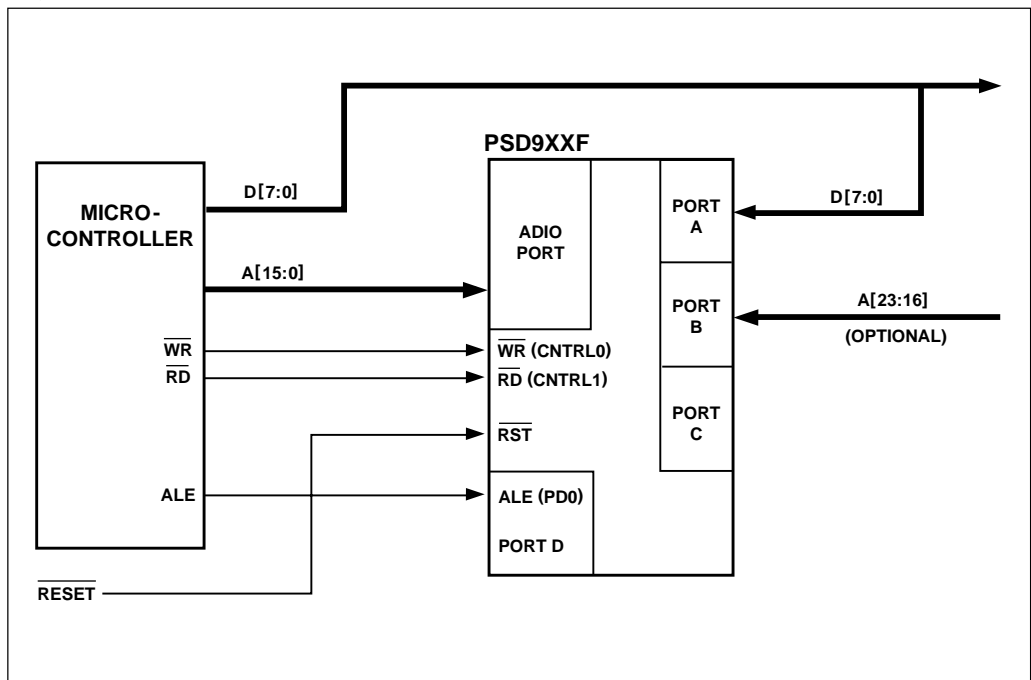 PSD9XXF
D[7:0]
MICRO-
CONTROLLER
A[15:0]
WR
RD
ALE
RESET
ADIO
PORT
WR (CNTRL0)
RD (CNTRL1)
RST
ALE (PD0)
PORT D
PORT
A
PORT
B
PORT
C
D[7:0]
A[23:16]
(OPTIONAL)